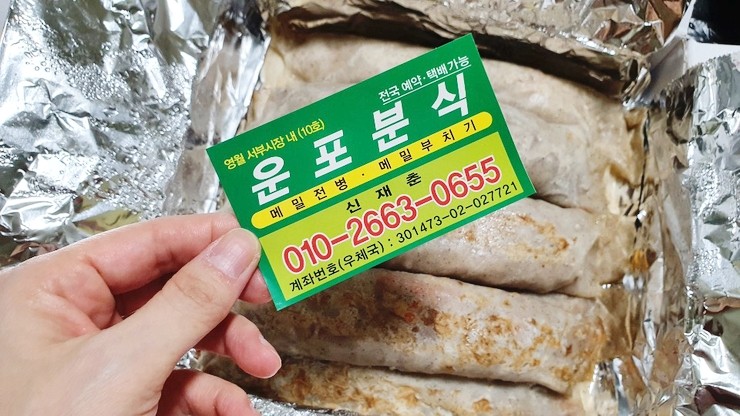 전국 예약·택배 가능
영월 서부시장 내 (10호)
운포분식
메밀전병·메밀부치기
신재춘
010-2663-0655
계좌번호(우체국) : 301473-02-027721